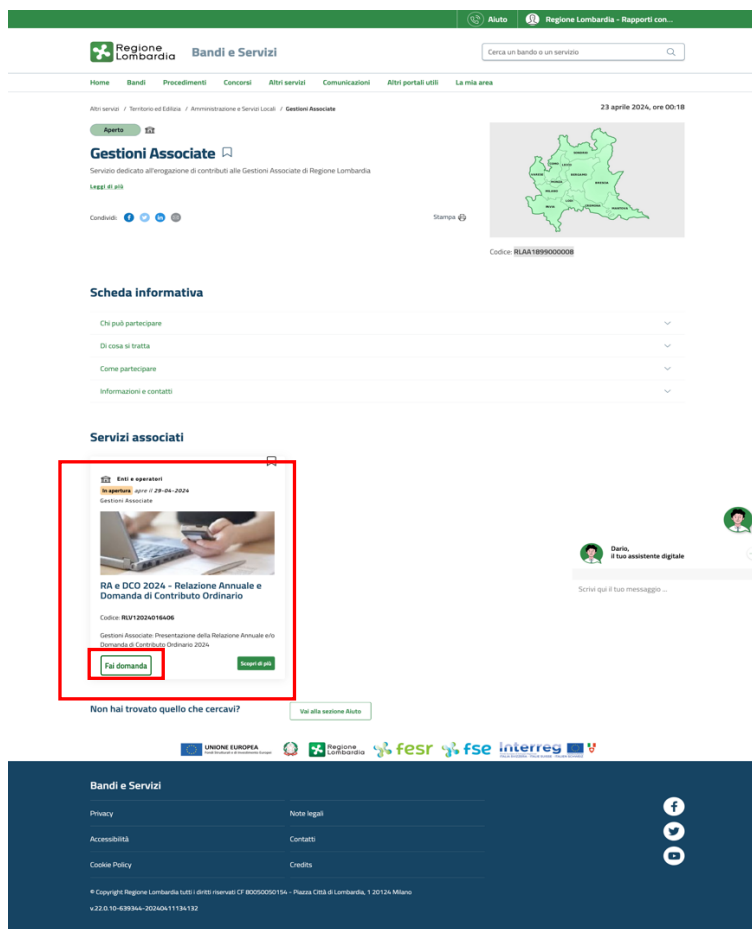 Aiuto
Regione Lombardia - Rapporti con...
Regione
Lombardia
Bandi e Servizi
Cerca un bando o un servizio
Home Bandi Procedimenti Concorsi Altri servizi Comunicazioni Altri portali utili La mia area
Altri servizi / Territorio ed Edilizia / Amministrazione e Servizi Locali / Gestioni Associate
23 aprile 2024, ore 00:18
Aperto
Gestioni Associate
Servizio dedicato all'erogazione di contributi alle Gestioni Associate di Regione Lombardia
Leggi di più
Condividi:
Stampa
Codice: RLAA1899000008
Scheda informativa
Chi può partecipare
Di cosa si tratta
Come partecipare
Informazioni e contatti
Servizi associati
Enti e operatori
In apertura apre il 29-04-2024
Gestioni Associate
RA e DCO 2024 - Relazione Annuale e
Domanda di Contributo Ordinario
Codice: RLV12024016406
Gestioni Associate: Presentazione della Relazione Annuale e/o
Domanda di Contributo Ordinario 2024
Fai domanda
Scopri di più
Dario,
il tuo assistente digitale
Scrivi qui il tuo messaggio ...
Non hai trovato quello che cercavi?
Vai alla sezione Aiuto
UNIONE EUROPEA
Regione
Lombardia
fesr
fse
Interreg
Bandi e Servizi
Privacy
Note legali
Accessibilità
Contatti
Cookie Policy
Credits
© Copyright Regione Lombardia tutti i diritti riservati CF 80050050154 - Piazza Città di Lombardia, 1 20124 Milano
v.22.0.10-639344-20240411134132